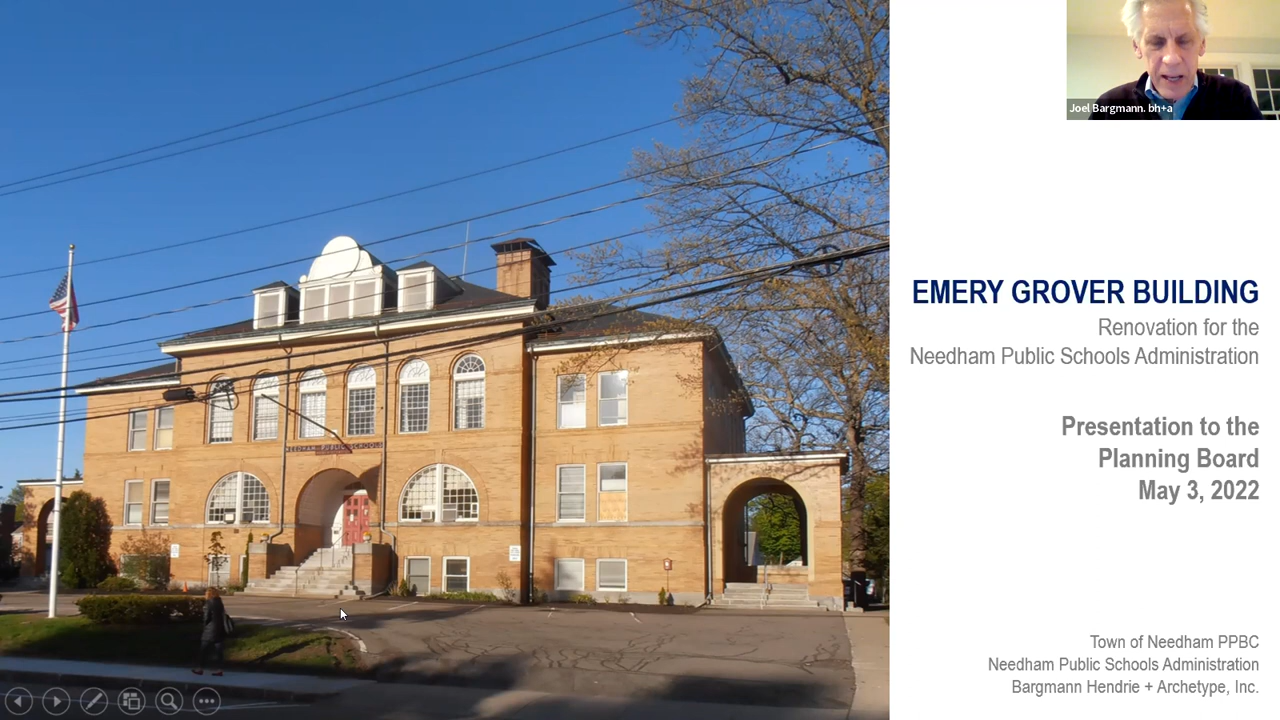 Joel Bargmann. bh+a
NEEDHAM PUBLIC SCHOOLS
EMERY GROVER BUILDING
Renovation for the
Needham Public Schools Administration
Presentation to the
Planning Board
May 3, 2022
Town of Needham PPBC
Needham Public Schools Administration
Bargmann Hendrie + Archetype, Inc.